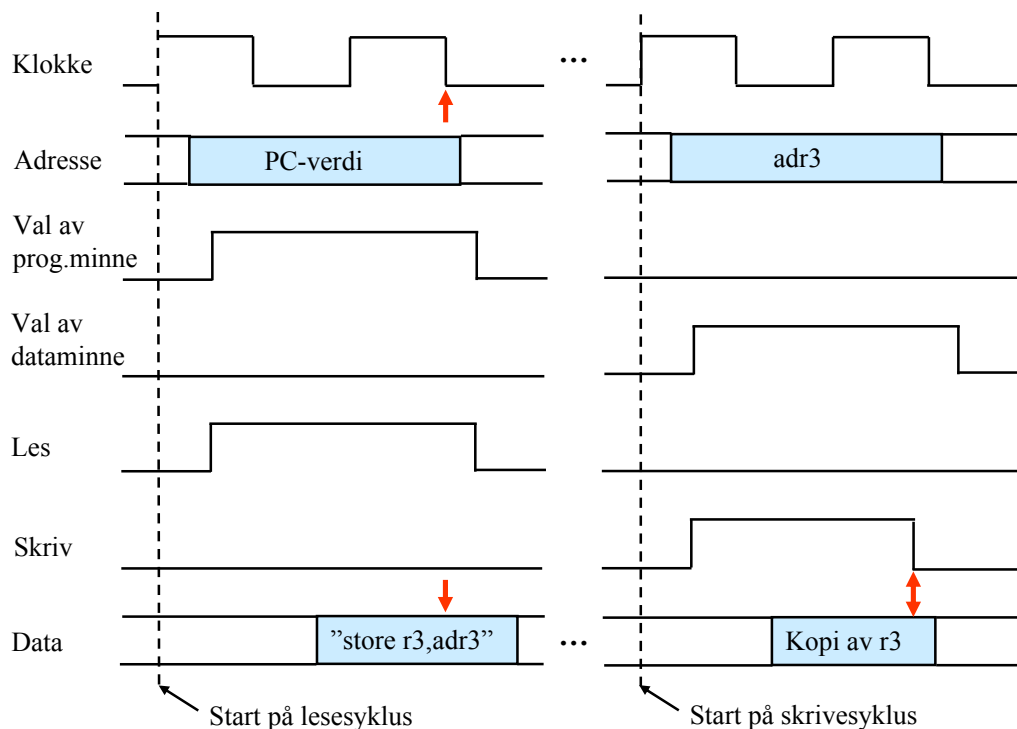 Klokke
...
Adresse
PC-verdi
adr3
Val av
prog.minne
Val av
dataminne
Les
Skriv
Data
”store r3,adr3”
...
Kopi av r3
Start på lesesyklus
Start på skrivesyklus